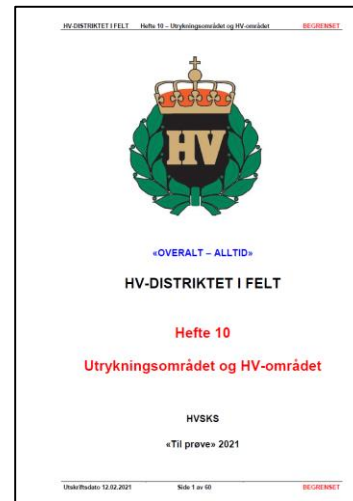 HV-DISTRIKTET I FELT Hefte 10 – Utrykningsområdet og HV-området BEGRENSET
HV
«OVERALT – ALLTID»
HV-DISTRIKTET I FELT
Hefte 10
Utrykningsområdet og HV-området
HVSKS
«Til prøve» 2021
Utskriftsdato 12.02.2021 Side 1 av 60 BEGRENSET